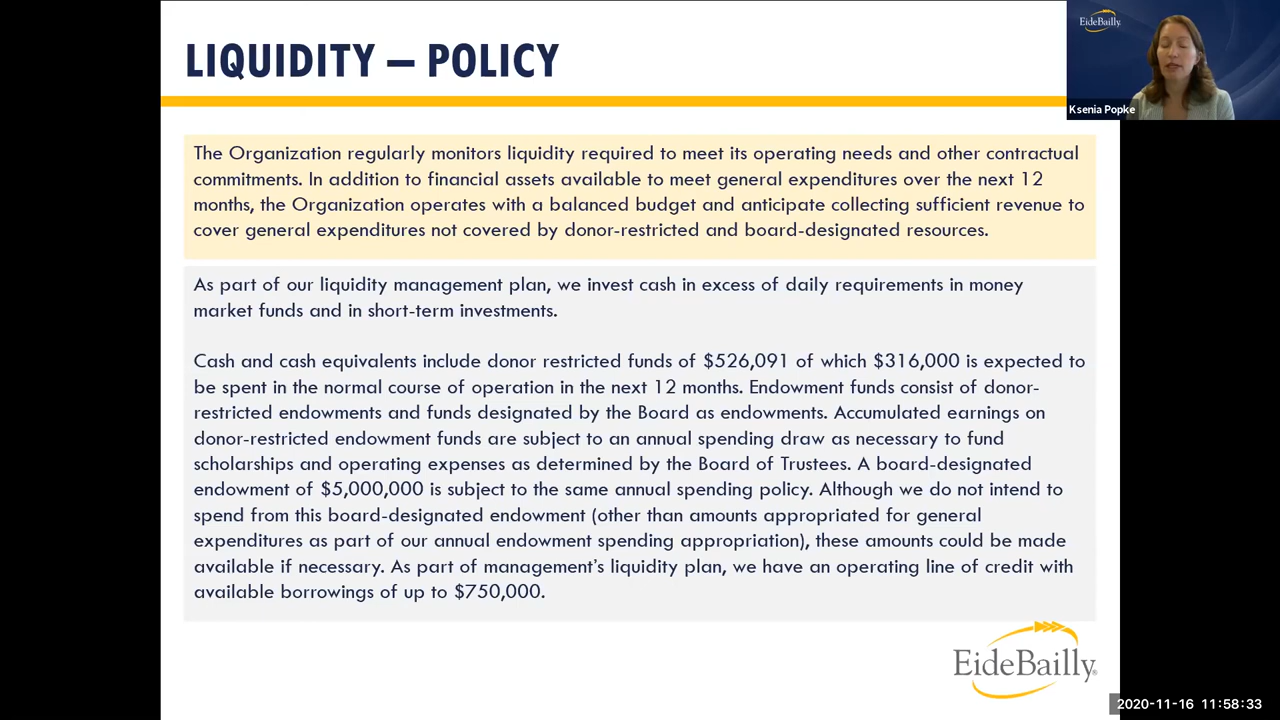 LIQUIDITY – POLICY
EideBailly
Ksenia Popke
The Organization regularly monitors liquidity required to meet its operating needs and other contractual
commitments. In addition to financial assets available to meet general expenditures over the next 12
months, the Organization operates with a balanced budget and anticipate collecting sufficient revenue to
cover general expenditures not covered by donor-restricted and board-designated resources.
As part of our liquidity management plan, we invest cash in excess of daily requirements in money
market funds and in short-term investments.
Cash and cash equivalents include donor restricted funds of $526,091 of which $316,000 is expected to
be spent in the normal course of operation in the next 12 months. Endowment funds consist of donor-
restricted endowments and funds designated by the Board as endowments. Accumulated earnings on
donor-restricted endowment funds are subject to an annual spending draw as necessary to fund
scholarships and operating expenses as determined by the Board of Trustees. A board-designated
endowment of $5,000,000 is subject to the same annual spending policy. Although we do not intend to
spend from this board-designated endowment (other than amounts appropriated for general
expenditures as part of our annual endowment spending appropriation), these amounts could be made
available if necessary. As part of management's liquidity plan, we have an operating line of credit with
available borrowings of up to $750,000.
EideBailly®
2020-11-16 11:58:33